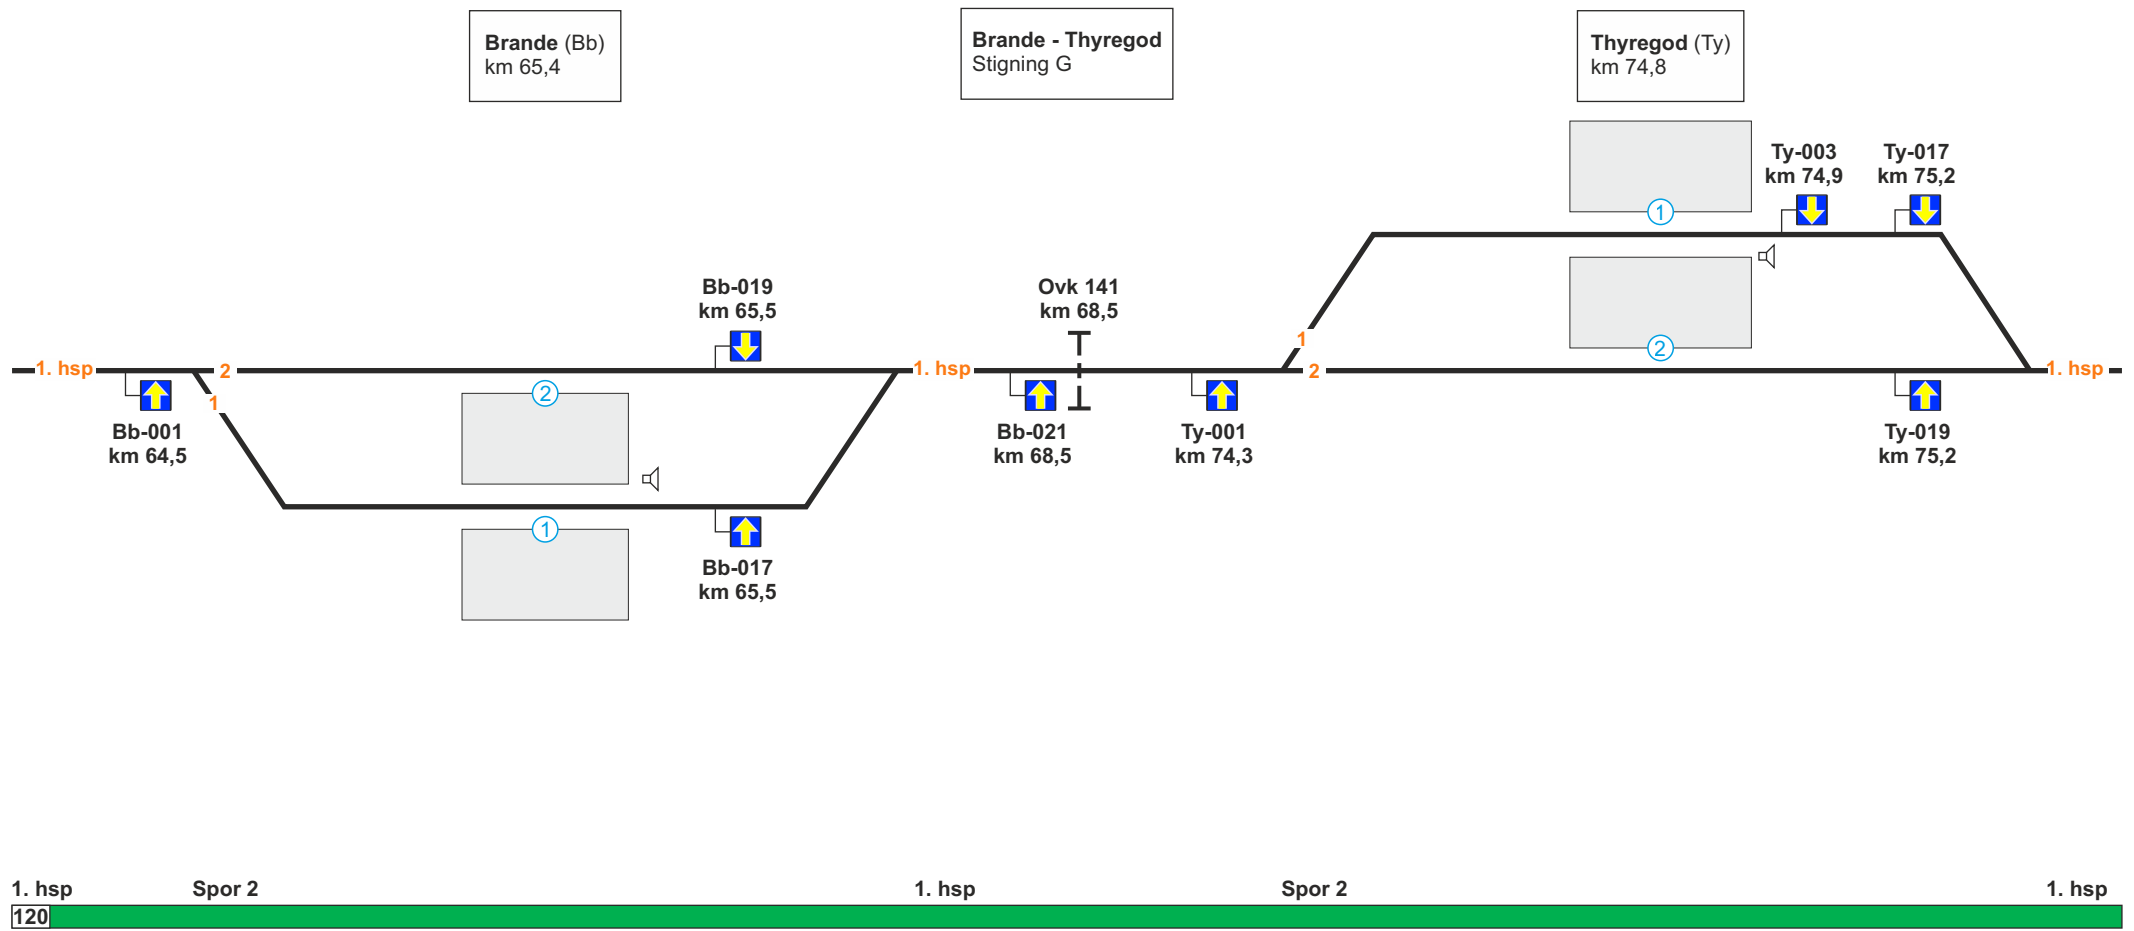 Brande (Bb)
km 65,4
Brande - Thyregod
Stigning G
Thyregod (Ty)
km 74,8
Ty-003
km 74,9
Ty-017
km 75,2
1
Bb-019
km 65,5
Ovk 141
km 68,5
1
2
1. hsp
2
1. hsp
2
1. hsp
1
2
Bb-001
km 64,5
Bb-021
km 68,5
Ty-001
km 74,3
Ty-019
km 75,2
1
Bb-017
km 65,5
1. hsp
Spor 2
1. hsp
Spor 2
1. hsp
120